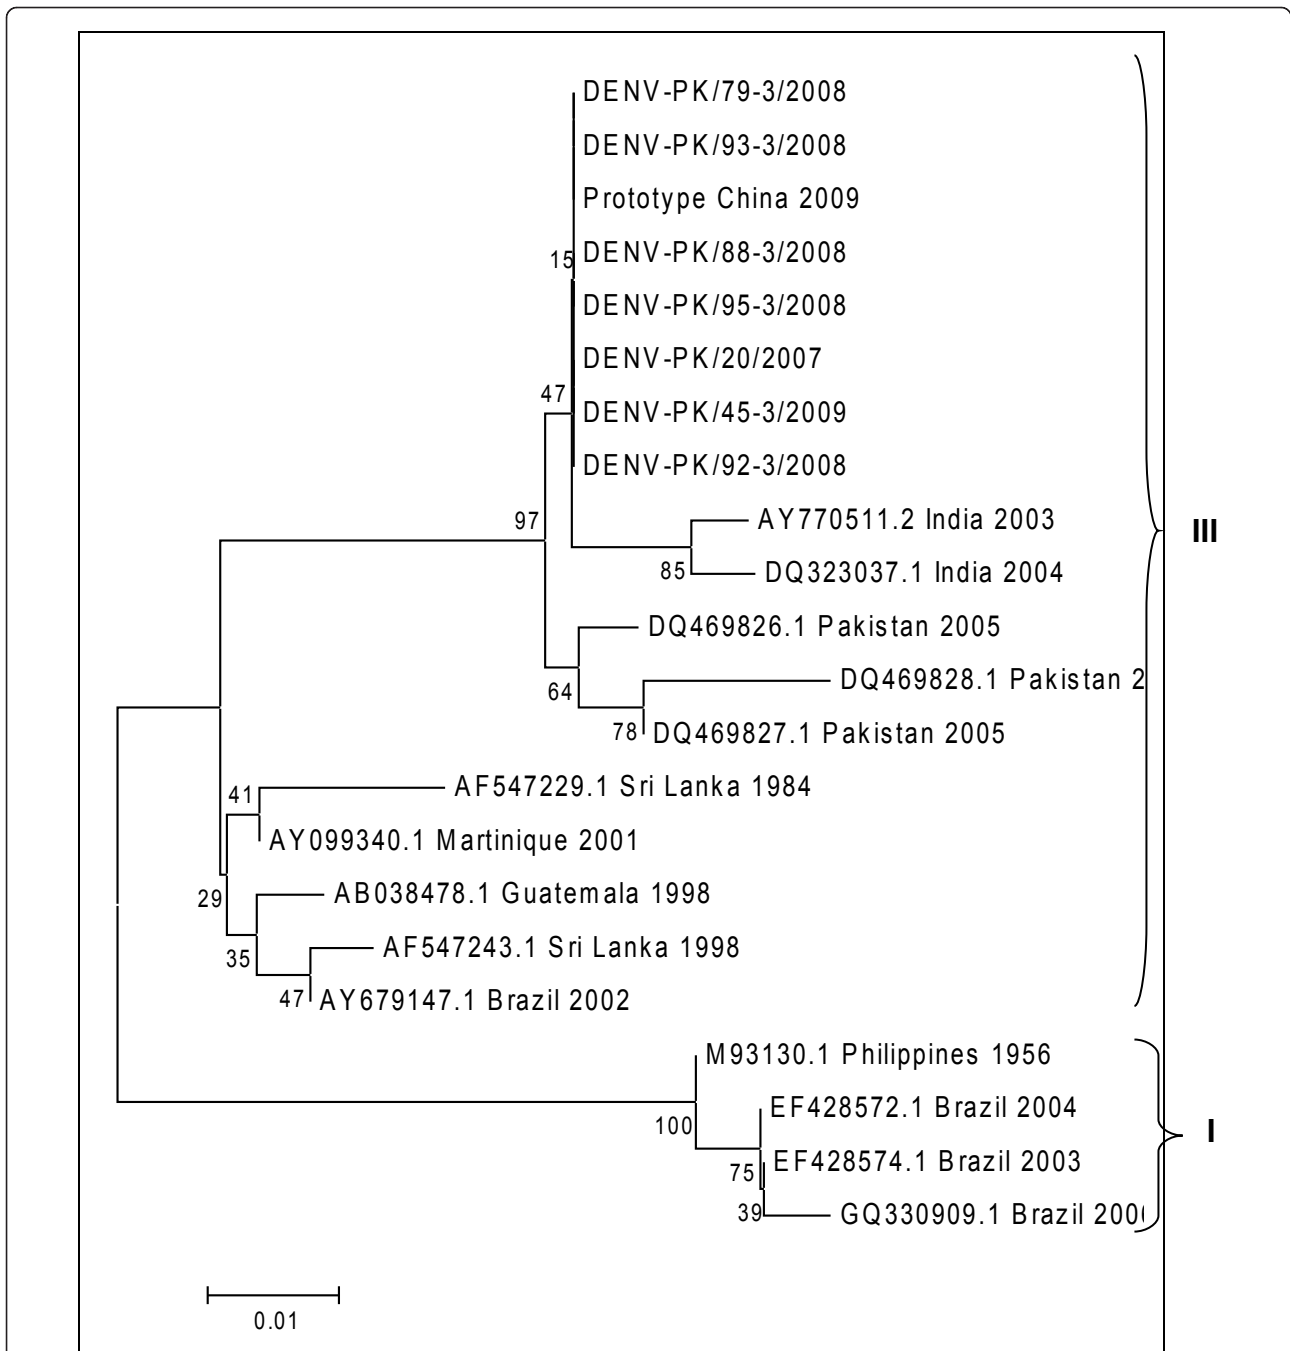 DENV-PK/79-3/2008
DENV-PK/93-3/2008
Prototype China 2009
15
DENV-PK/88-3/2008
DENV-PK/95-3/2008
DENV-PK/20/2007
47
DENV-PK/45-3/2009
DENV-PK/92-3/2008
97
AY770511.2 India 2003
III
85
DQ323037.1 India 2004
DQ469826.1 Pakistan 2005
64
DQ469828.1 Pakistan 2
78
DQ469827.1 Pakistan 2005
41
AF547229.1 Sri Lanka 1984
AY099340.1 Martinique 2001
29
AB038478.1 Guatemala 1998
35
AF547243.1 Sri Lanka 1998
47
AY679147.1 Brazil 2002
M93130.1 Philippines 1956
100
EF428572.1 Brazil 2004
I
75
EF428574.1 Brazil 2003
39
GQ330909.1 Brazil 200
0.01